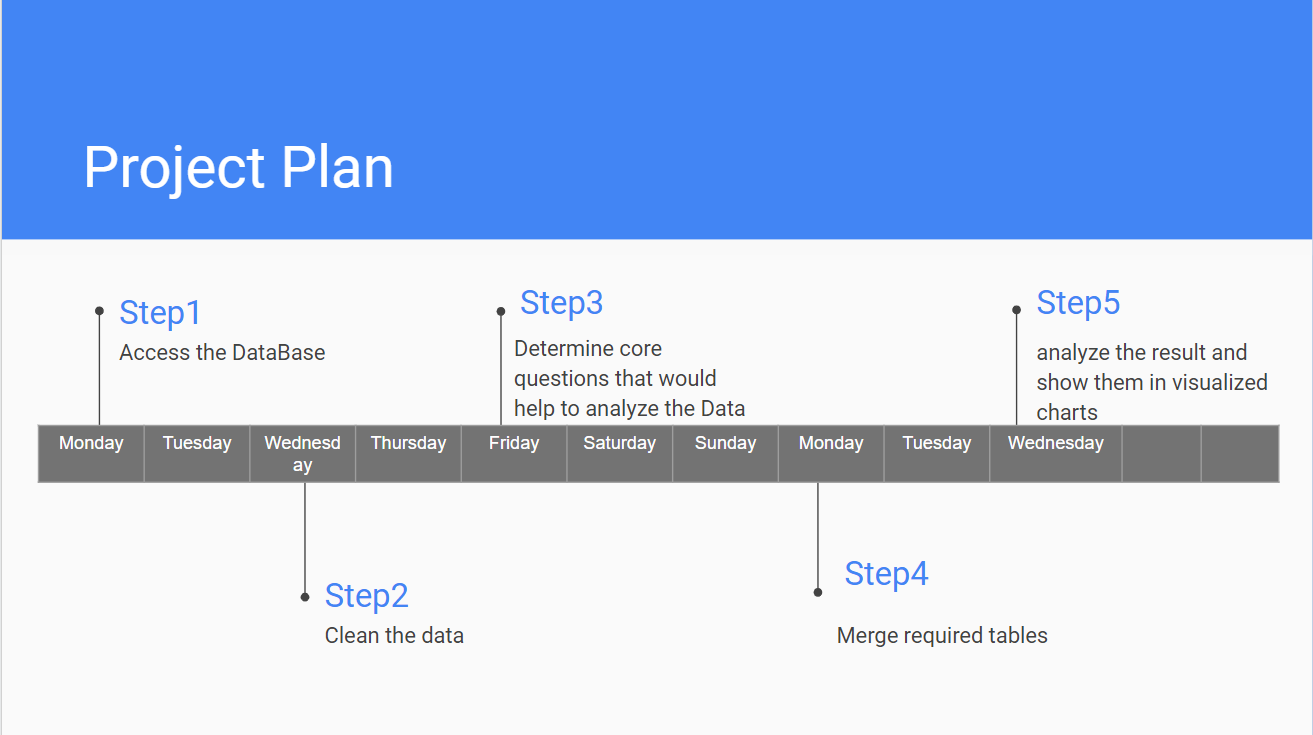 Project Plan
Step1
Access the DataBase
Step3
Determine core
questions that would
help to analyze the Data
Step5
analyze the result and
show them in visualized
charts
Monday
Tuesday
Wednesd
ay
Thursday
Friday
Saturday
Sunday
Monday
Tuesday
Wednesday
Step2
Clean the data
Step4
Merge required tables